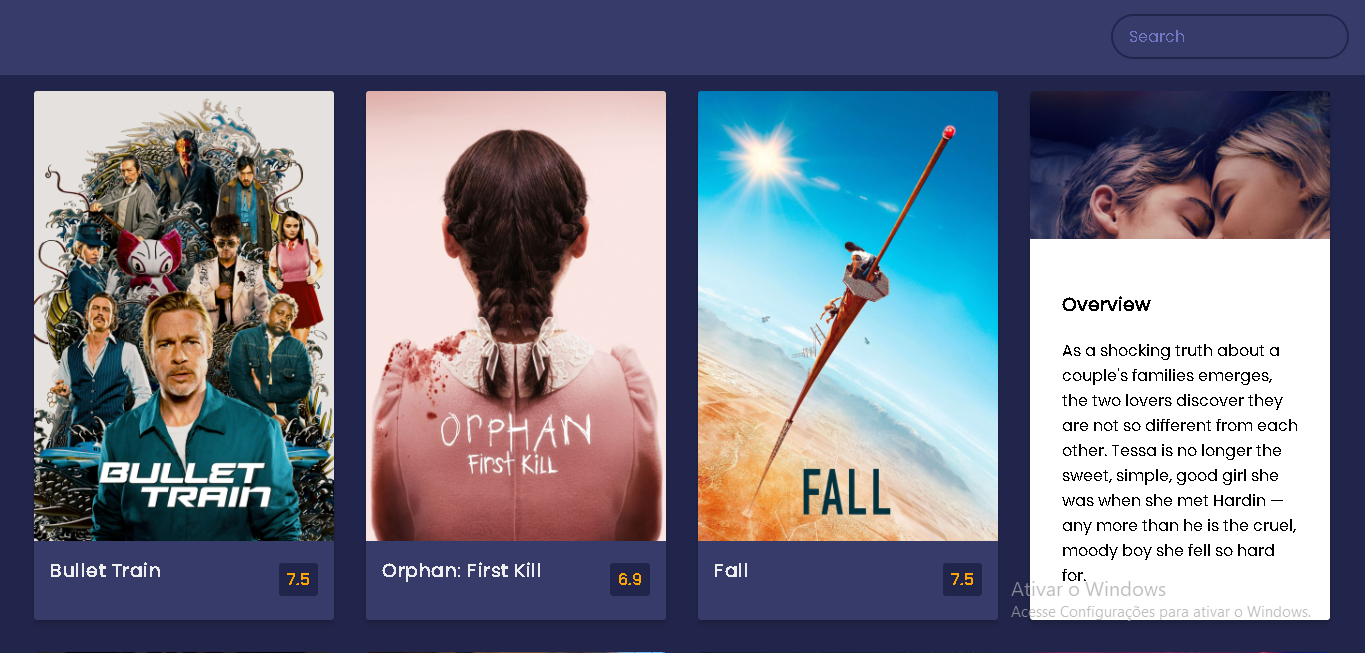 Search
BULLET
TRAIN
Bullet Train
7.5
ORPHAN
First Kill
Orphan: First Kill
6.9
FALL
Fall
7.5
Overview
As a shocking truth about a
couple's families emerges,
the two lovers discover they
are not so different from each
other. Tessa is no longer the
sweet, simple, good girl she
was when she met Hardin —
any more than he is the cruel,
moody boy she fell so hard
for.
Ativar o Windows
Acesse Configurações para ativar o Windows.